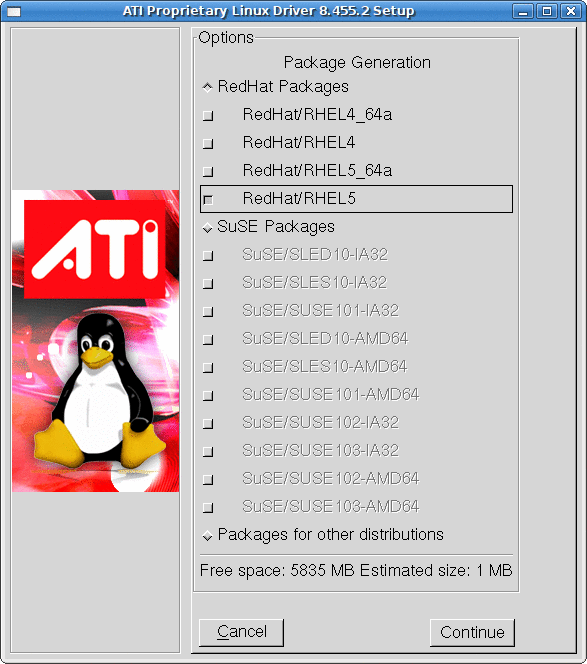 ATI Proprietary Linux Driver 8.455.2 Setup
Options
Package Generation
RedHat Packages
RedHat/RHEL4_64a
RedHat/RHEL4
RedHat/RHEL5_64a
RedHat/RHEL5
SuSE Packages
SuSE/SLED10-IA32
SuSE/SLES10-IA32
SuSE/SUSE101-IA32
SuSE/SLED10-AMD64
SuSE/SLES10-AMD64
SuSE/SUSE101-AMD64
SuSE/SUSE102-IA32
SuSE/SUSE103-IA32
SuSE/SUSE102-AMD64
SuSE/SUSE103-AMD64
Packages for other distributions
Free space: 5835 MB Estimated size: 1 MB
Cancel
Continue
ATI